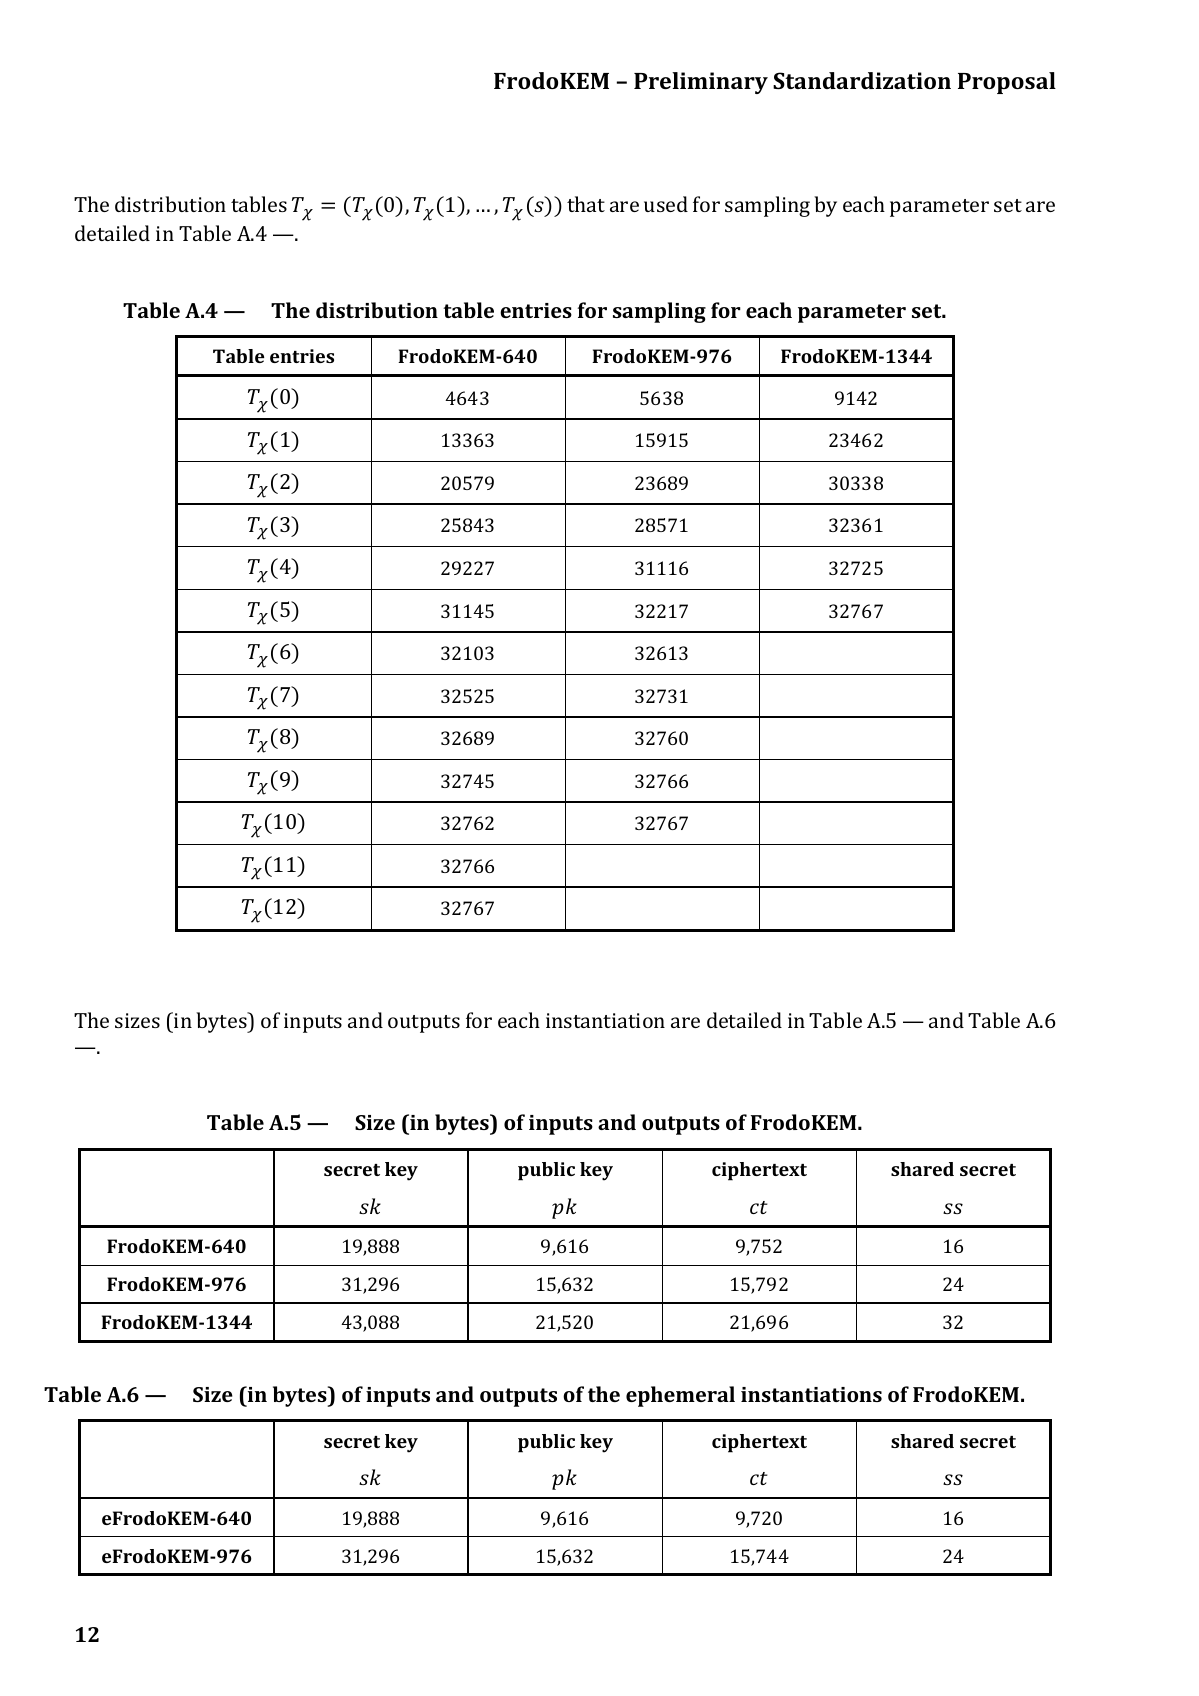 FrodoKEM – Preliminary Standardization Proposal
The distribution tables T𝜒 = (T𝜒(0), T𝜒(1), … , T𝜒(s)) that are used for sampling by each parameter set are
detailed in Table A.4 —.
Table A.4 — The distribution table entries for sampling for each parameter set.
Table entries FrodoKEM-640 FrodoKEM-976 FrodoKEM-1344
T𝜒(0) 4643 5638 9142
T𝜒(1) 13363 15915 23462
T𝜒(2) 20579 23689 30338
T𝜒(3) 25843 28571 32361
T𝜒(4) 29227 31116 32725
T𝜒(5) 31145 32217 32767
T𝜒(6) 32103 32613
T𝜒(7) 32525 32731
T𝜒(8) 32689 32760
T𝜒(9) 32745 32766
T𝜒(10) 32762 32767
T𝜒(11) 32766
T𝜒(12) 32767
The sizes (in bytes) of inputs and outputs for each instantiation are detailed in Table A.5 — and Table A.6
—.
Table A.5 — Size (in bytes) of inputs and outputs of FrodoKEM.
secret key public key ciphertext shared secret
sk pk ct ss
FrodoKEM-640 19,888 9,616 9,752 16
FrodoKEM-976 31,296 15,632 15,792 24
FrodoKEM-1344 43,088 21,520 21,696 32
Table A.6 — Size (in bytes) of inputs and outputs of the ephemeral instantiations of FrodoKEM.
secret key public key ciphertext shared secret
sk pk ct ss
eFrodoKEM-640 19,888 9,616 9,720 16
eFrodoKEM-976 31,296 15,632 15,744 24
12